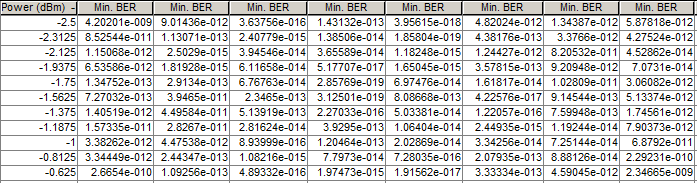 Power (dBm) Min. BER Min. BER Min. BER Min. BER Min. BER Min. BER Min. BER Min. BER
-2.5 4.20201e-009 9.01436e-012 3.63756e-016 1.43132e-013 3.95615e-018 4.82024e-012 1.34387e-012 5.87818e-012
-2.3125 8.52544e-011 1.13071e-013 2.40779e-015 1.38506e-014 1.85804e-019 4.38176e-013 3.3766e-012 4.27524e-012
-2.125 1.15068e-012 2.5029e-015 3.94546e-014 3.65589e-014 1.18248e-015 1.24427e-012 8.20532e-011 4.52862e-014
-1.9375 6.53586e-012 1.81928e-015 6.11658e-014 5.17707e-017 1.65045e-015 3.57815e-013 9.20948e-012 7.0731e-014
-1.75 1.34752e-013 2.9134e-013 6.76763e-014 2.85769e-019 6.97476e-014 1.61817e-014 1.02809e-011 3.06082e-012
-1.5625 7.27032e-013 3.9465e-011 2.3465e-013 3.12501e-019 8.08668e-013 4.22576e-017 9.14544e-013 5.13374e-012
-1.375 1.40519e-012 4.49584e-011 5.13919e-013 2.27033e-016 5.03381e-014 1.22057e-016 7.59948e-013 1.74561e-012
-1.1875 1.57335e-011 2.8267e-011 2.81624e-014 3.9295e-013 1.06404e-014 2.44935e-015 1.19244e-014 7.90373e-012
-1 3.38262e-012 4.47538e-012 8.93999e-016 1.20464e-013 2.02869e-014 3.34256e-014 7.25144e-014 6.8792e-011
-0.8125 3.34449e-012 2.44347e-013 1.08216e-015 7.7973e-014 7.28035e-016 2.07935e-013 8.88126e-014 2.29231e-010
-0.625 2.6654e-010 1.09256e-013 4.89332e-016 1.97473e-015 1.91562e-017 3.33334e-013 4.59045e-012 2.34665e-009